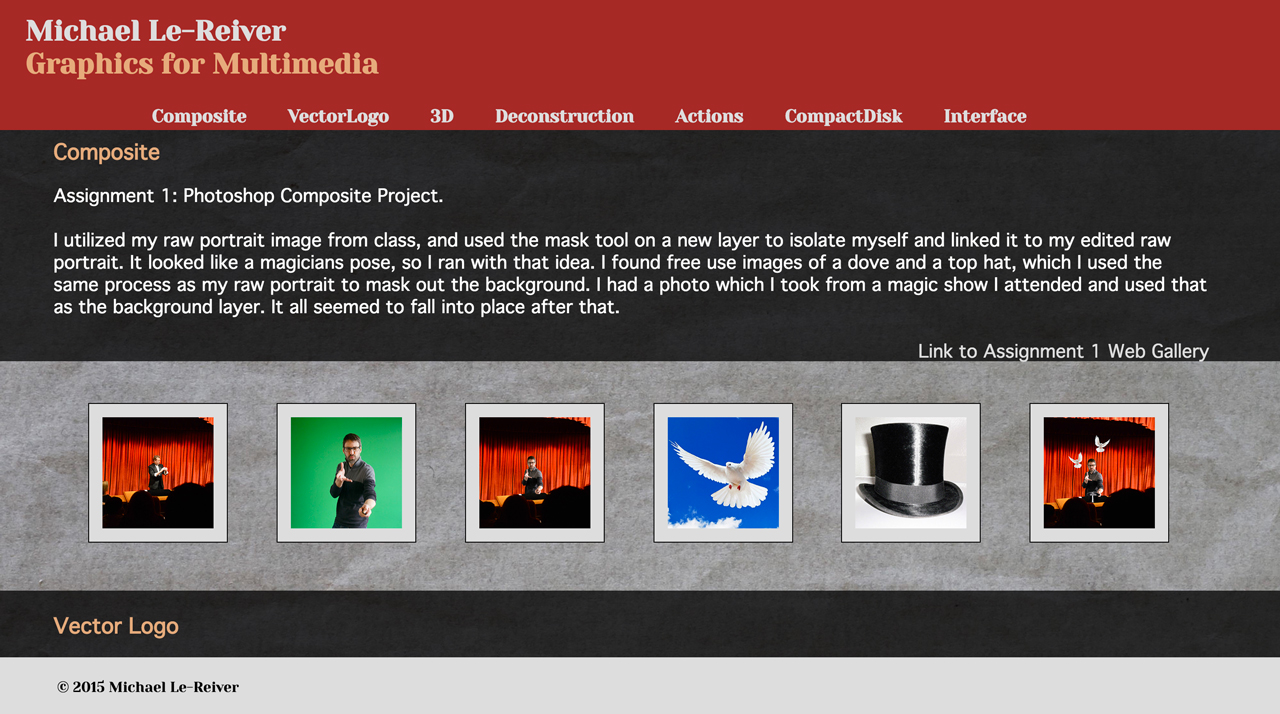 Michael Le-Reiver
Graphics for Multimedia
Composite VectorLogo 3D Deconstruction Actions CompactDisk Interface
Composite
Assignment 1: Photoshop Composite Project.
I utilized my raw portrait image from class, and used the mask tool on a new layer to isolate myself and linked it to my edited raw
portrait. It looked like a magicians pose, so I ran with that idea. I found free use images of a dove and a top hat, which I used the
same process as my raw portrait to mask out the background. I had a photo which I took from a magic show I attended and used that
as the background layer. It all seemed to fall into place after that.
Link to Assignment 1 Web Gallery
Vector Logo
© 2015 Michael Le-Reiver